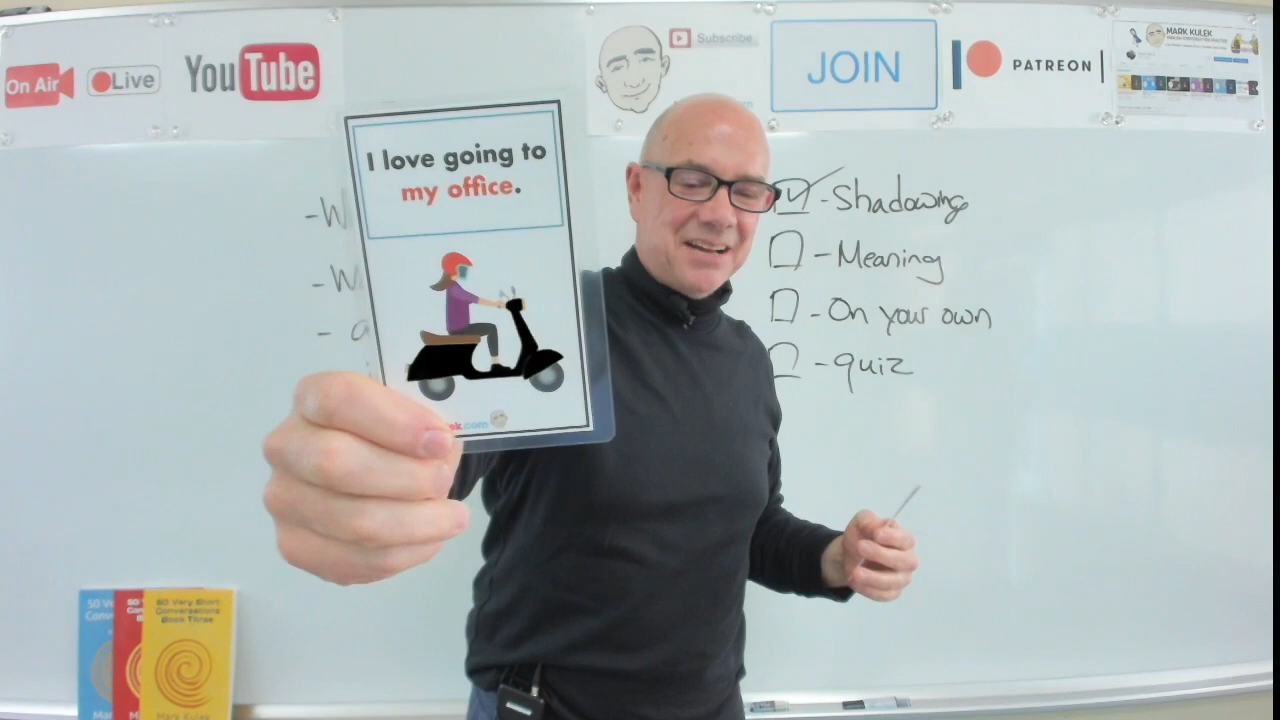 On Air
Live
YouTube
Subscribe
JOIN
PATREON
MARK KULEK
I love going to
my office.
- Shadowing
- Meaning
- On your own
- quiz
50 Very Short
Conversations
Book Three
Mark Kulek